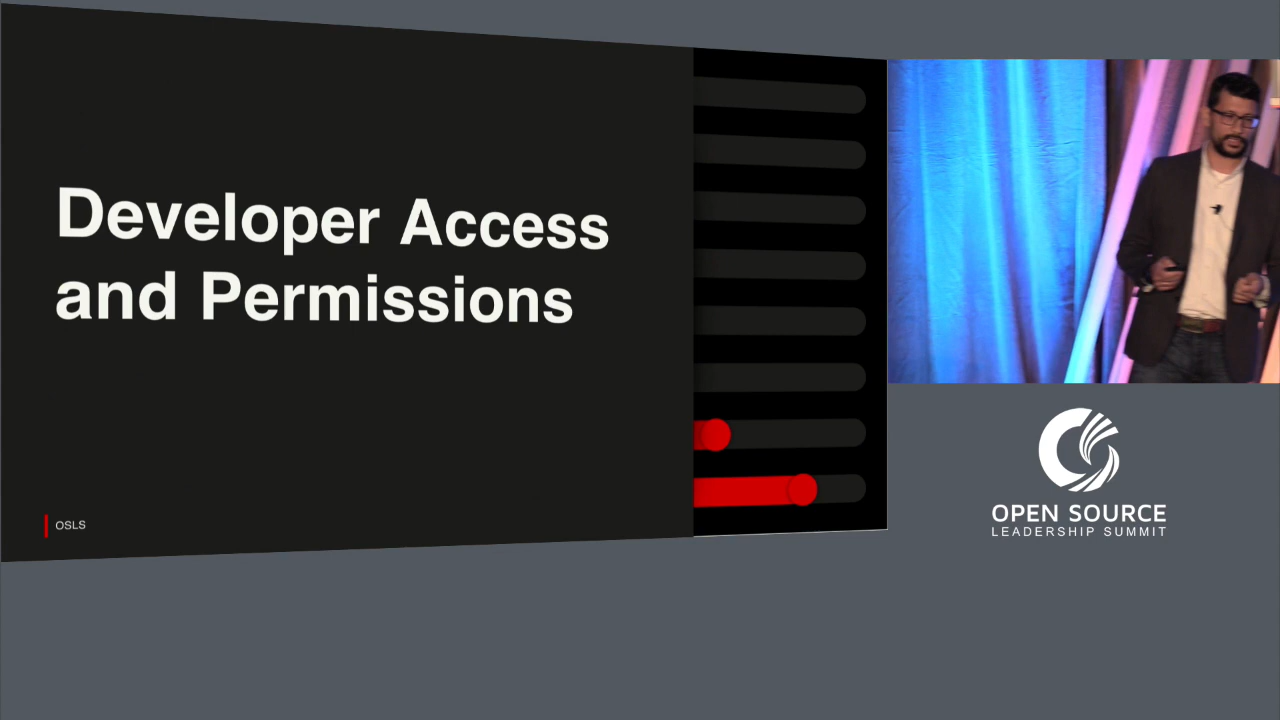 Developer Access
and Permissions
OSLS
OPEN SOURCE
LEADERSHIP SUMMIT